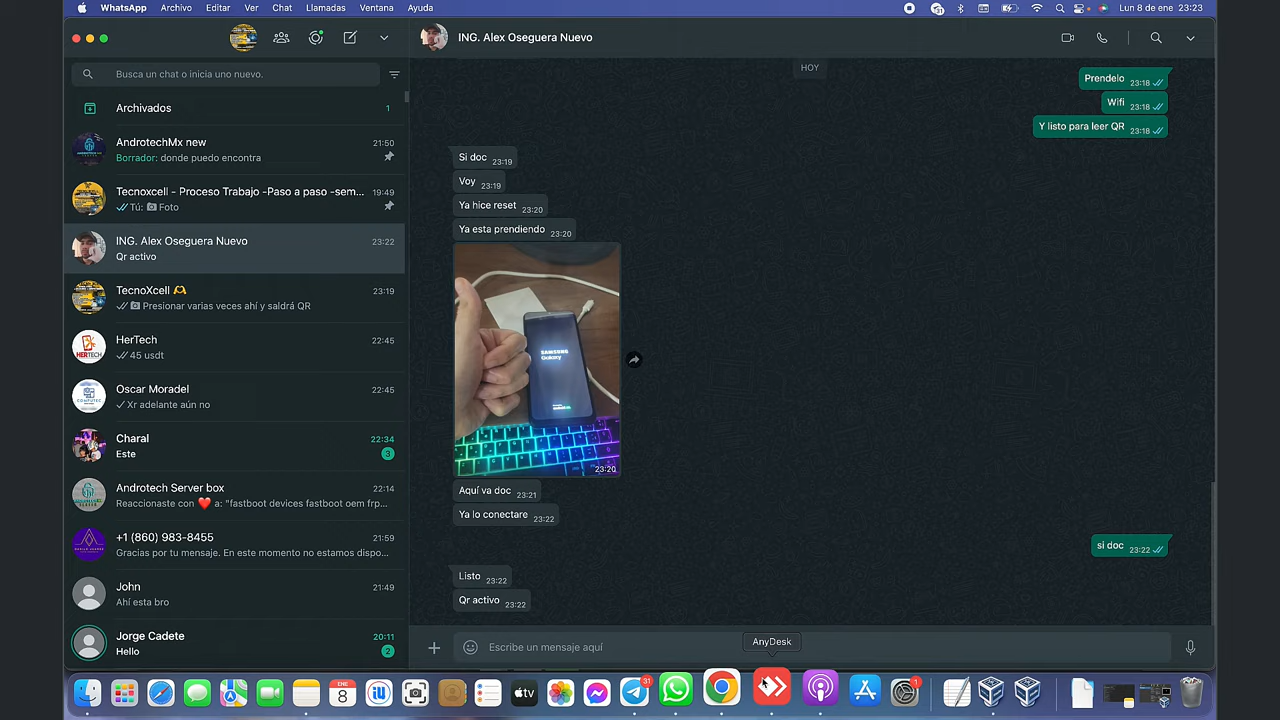 WhatsApp Archivo Editar Ver Chat Llamadas Ventana Ayuda Lun 8 de ene 23:23
ING. Alex Oseguera Nuevo
Busca un chat o inicia uno nuevo.
Archivados 1
AndrotechMx new 21:50
Borrador: donde puedo encontra
Tecnoxcell - Proceso Trabajo -Paso a paso -sem... 19:49
Tú: Foto
ING. Alex Oseguera Nuevo 23:22
Qr activo
TecnoXcell 🫶 23:19
Presionar varias veces ahí y saldrá QR
HerTech 22:45
45 usdt
Oscar Moradel 22:45
Xr adelante aún no
Charal 22:34
Este 3
Androtech Server box 22:14
Reaccionaste con ❤️ a: "fastboot devices fastboot oem frp...
+1 (860) 983-8455 21:59
Gracias por tu mensaje. En este momento no estamos dispo...
John 21:49
Ahí esta bro
Jorge Cadete 20:11
Hello 2
HOY
Prendelo 23:18
Wifi 23:18
Y listo para leer QR 23:18
Si doc 23:19
Voy 23:19
Ya hice reset 23:20
Ya esta prendiendo 23:20
SAMSUNG
Galaxy
23:20
Aquí va doc 23:21
Ya lo conectare 23:22
si doc 23:22
Listo 23:22
Qr activo 23:22
Escribe un mensaje aquí
AnyDesk
ENE
8
iU
tv
31
1